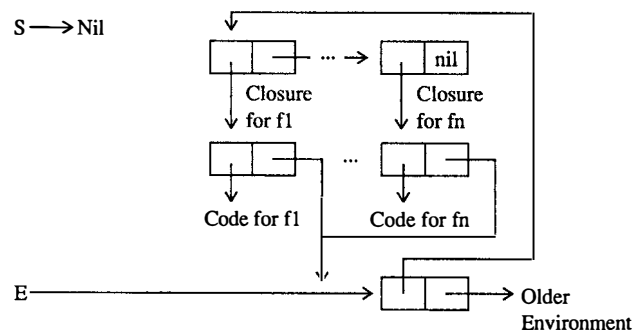 S Nil
... nil
Closure
for f1
Closure
for fn
...
Code for f1 Code for fn
E Older
Environment